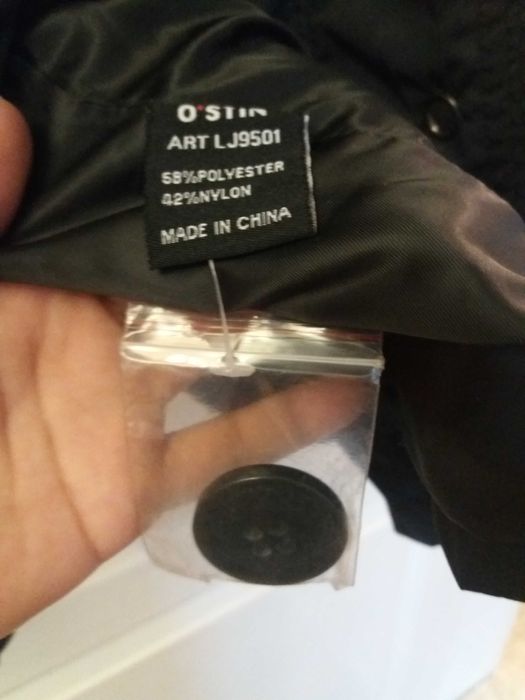 O'STIN
ART LJ9501
58%POLYESTER
42%NYLON
MADE IN CHINA